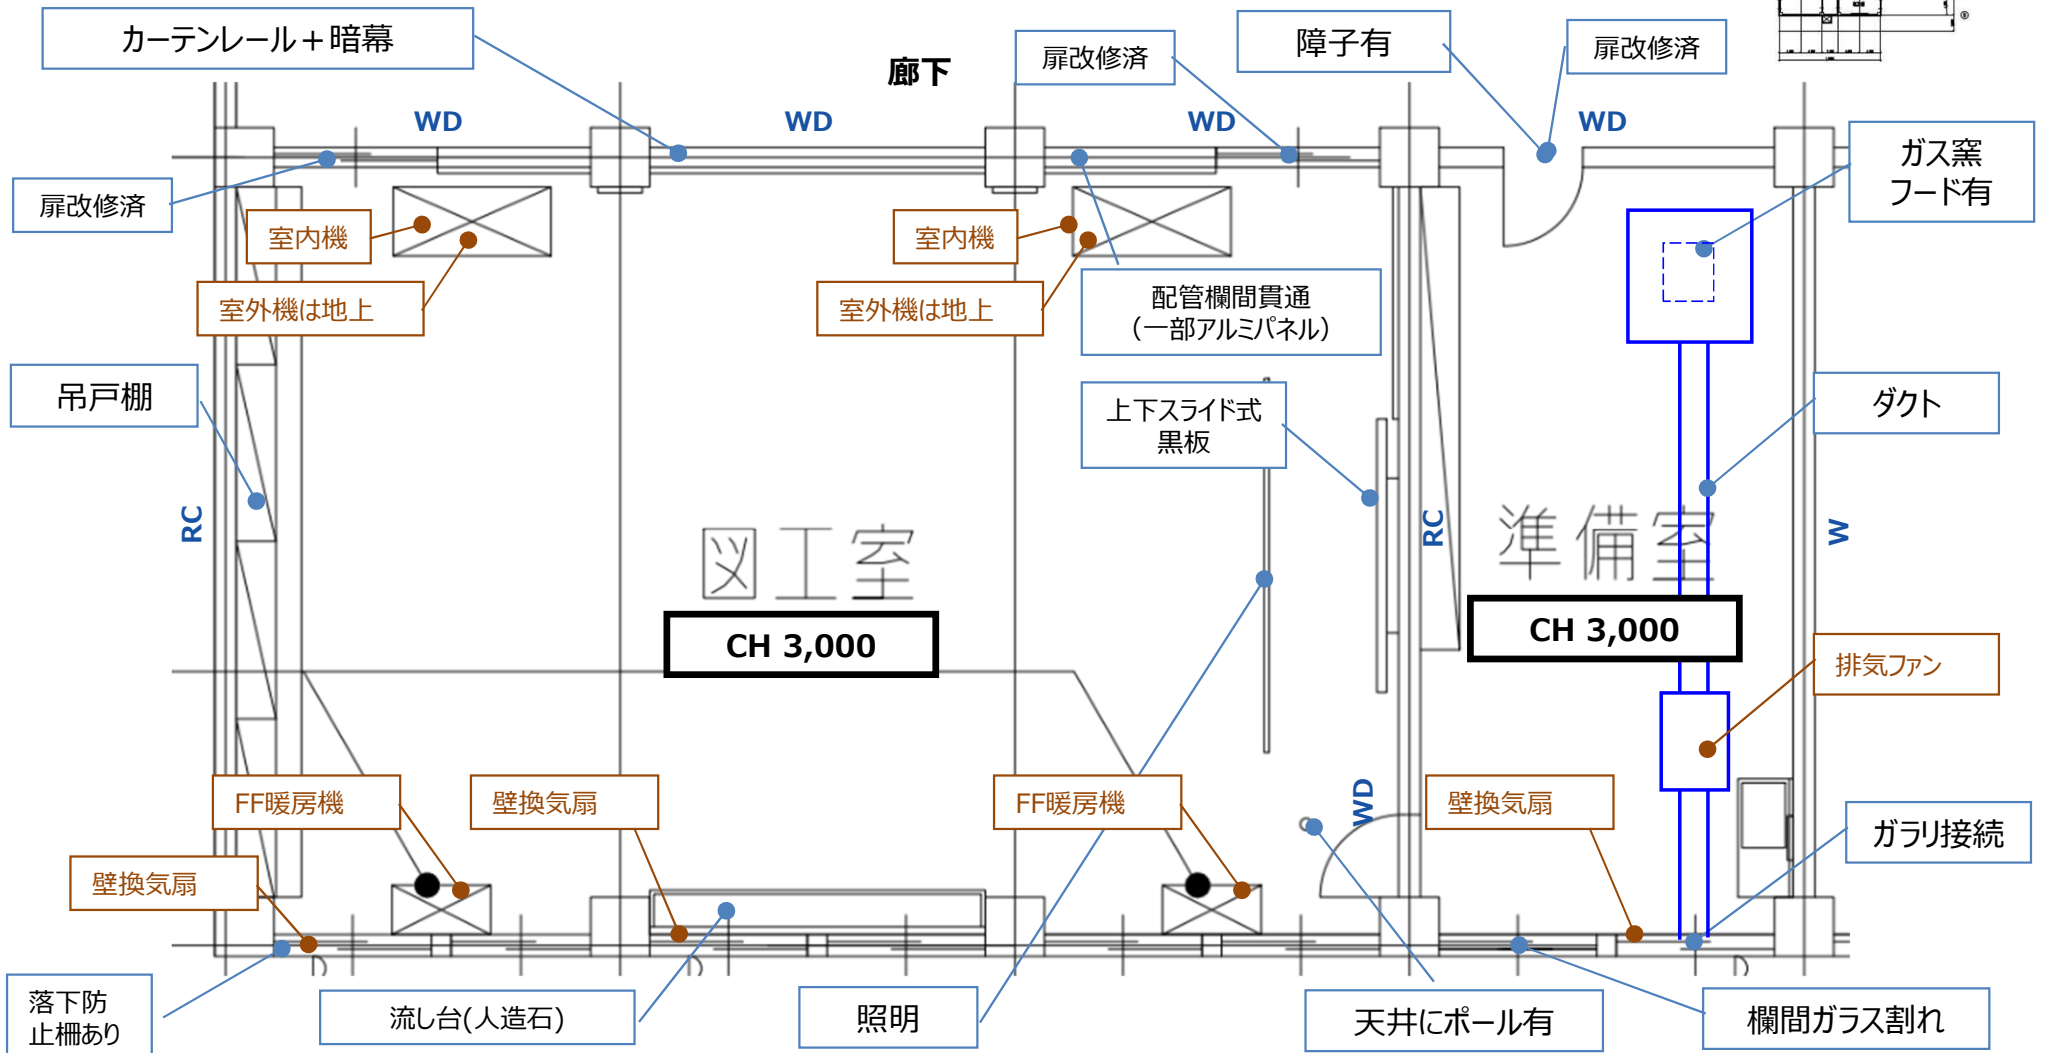 カーテンレール＋暗幕
廊下
扉改修済
障子有
扉改修済
WD
WD
WD
WD
ガス窯
フード有
扉改修済
室内機
室内機
室外機は地上
室外機は地上
配管欄間貫通
（一部アルミパネル）
吊戸棚
上下スライド式
黒板
ダクト
RC
RC
W
図工室
準備室
CH 3,000
CH 3,000
排気ファン
FF暖房機
壁換気扇
FF暖房機
WD
壁換気扇
ガラリ接続
壁換気扇
落下防
止柵あり
流し台(人造石)
照明
天井にポール有
欄間ガラス割れ